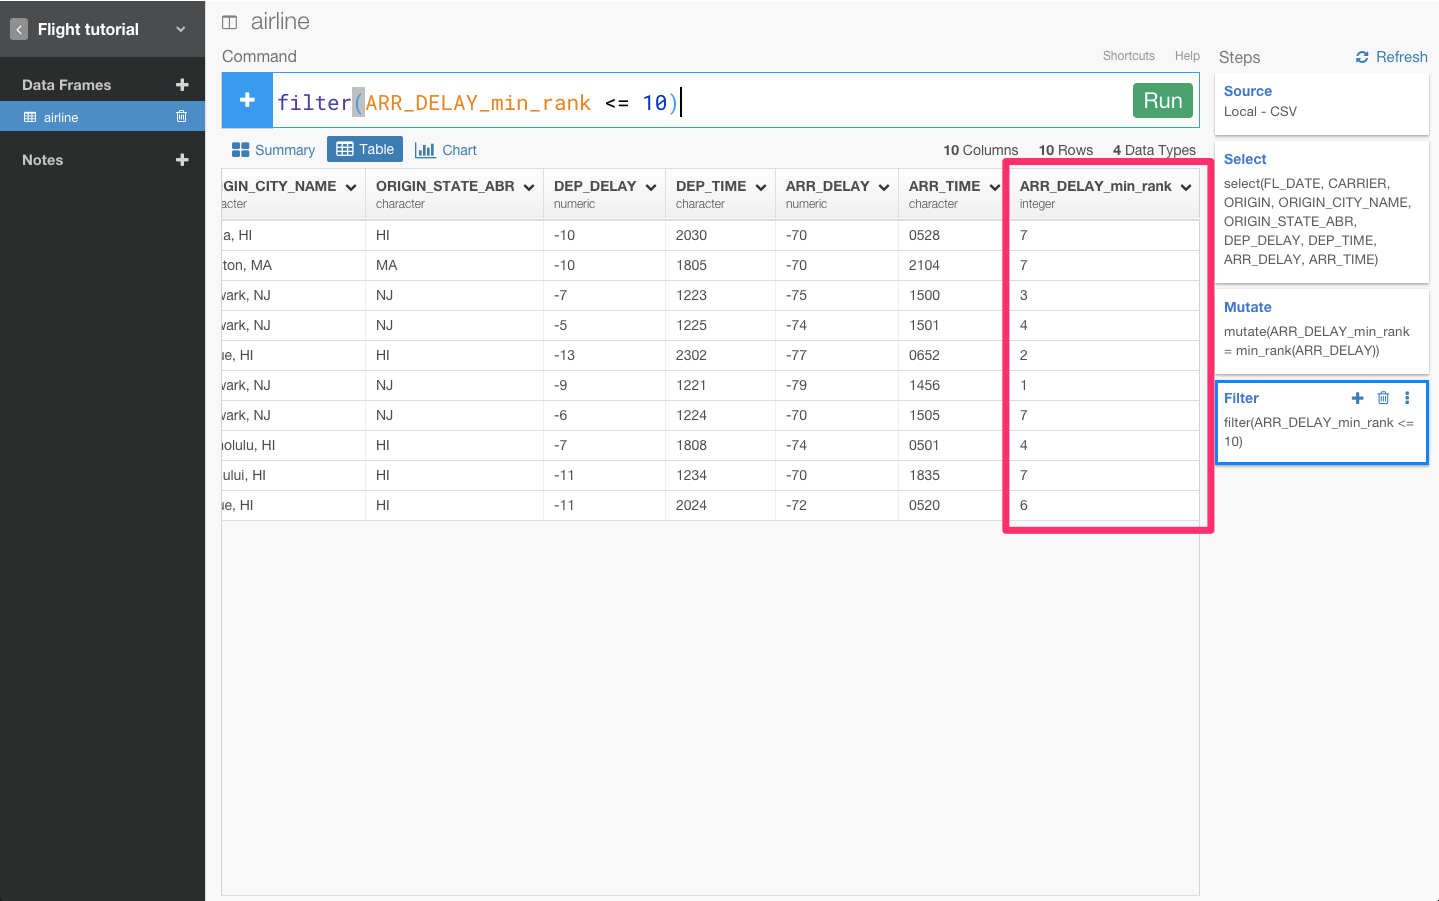 Flight tutorial
Data Frames
airline
Notes
airline
Command
Shortcuts Help
filter(ARR_DELAY_min_rank <= 10)
Run
Summary Table Chart
10 Columns 10 Rows 4 Data Types
GIN_CITY_NAME ORIGIN_STATE_ABR DEP_DELAY DEP_TIME ARR_DELAY ARR_TIME ARR_DELAY_min_rank
acter character numeric character numeric character integer
a, HI HI -10 2030 -70 0528 7
ton, MA MA -10 1805 -70 2104 7
vark, NJ NJ -7 1223 -75 1500 3
vark, NJ NJ -5 1225 -74 1501 4
ue, HI HI -13 2302 -77 0652 2
vark, NJ NJ -9 1221 -79 1456 1
vark, NJ NJ -6 1224 -70 1505 7
olulu, HI HI -7 1808 -74 0501 4
ului, HI HI -11 1234 -70 1835 7
ue, HI HI -11 2024 -72 0520 6
Steps
Refresh
Source
Local - CSV
Select
select(FL_DATE, CARRIER,
ORIGIN, ORIGIN_CITY_NAME,
ORIGIN_STATE_ABR,
DEP_DELAY, DEP_TIME,
ARR_DELAY, ARR_TIME)
Mutate
mutate(ARR_DELAY_min_rank
= min_rank(ARR_DELAY))
Filter
filter(ARR_DELAY_min_rank <=
10)